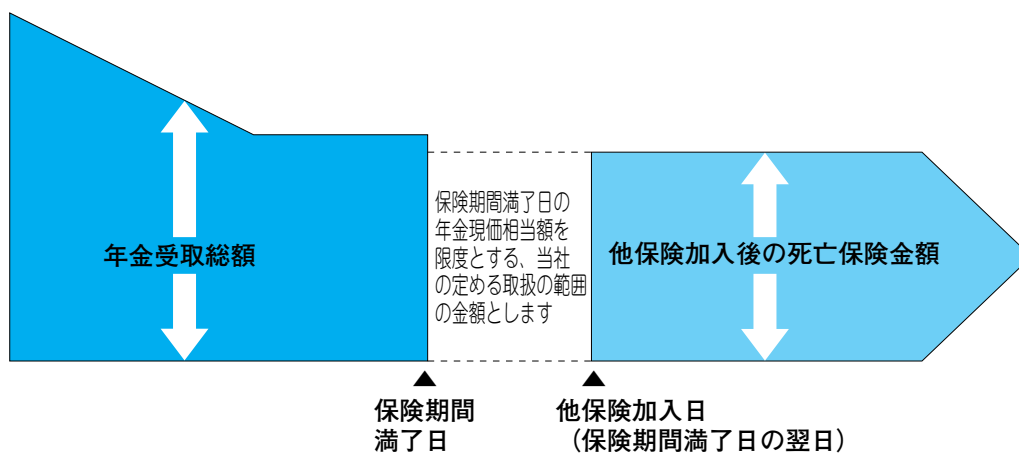 年金受取総額
保険期間満了日の
年金現価相当額を
限度とする、当社
の定める取扱の範囲
の金額とします
他保険加入後の死亡保険金額
保険期間
満了日
他保険加入日
（保険期間満了日の翌日）